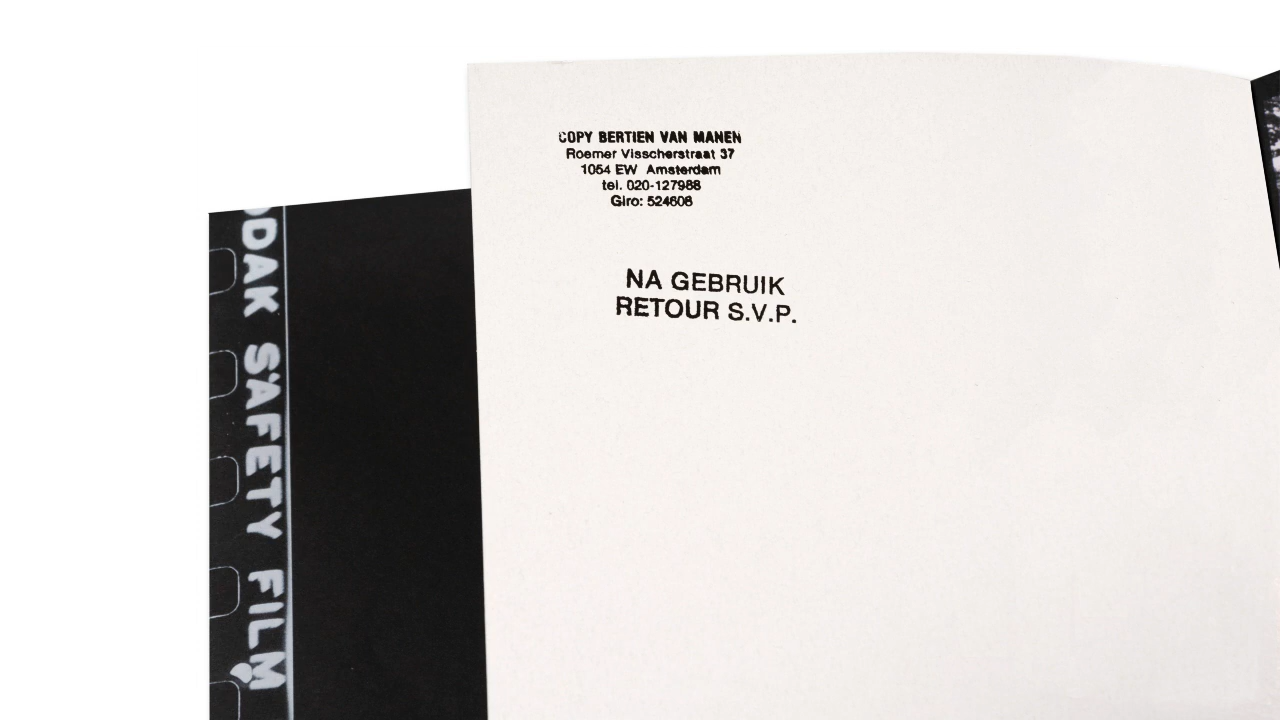 COPY BERTIEN VAN MANEN
Roemer Visscherstraat 37
1054 EW Amsterdam
tel. 020-127988
Giro: 524608
NA GEBRUIK
RETOUR S.V.P.
ODAK SAFETY FILM